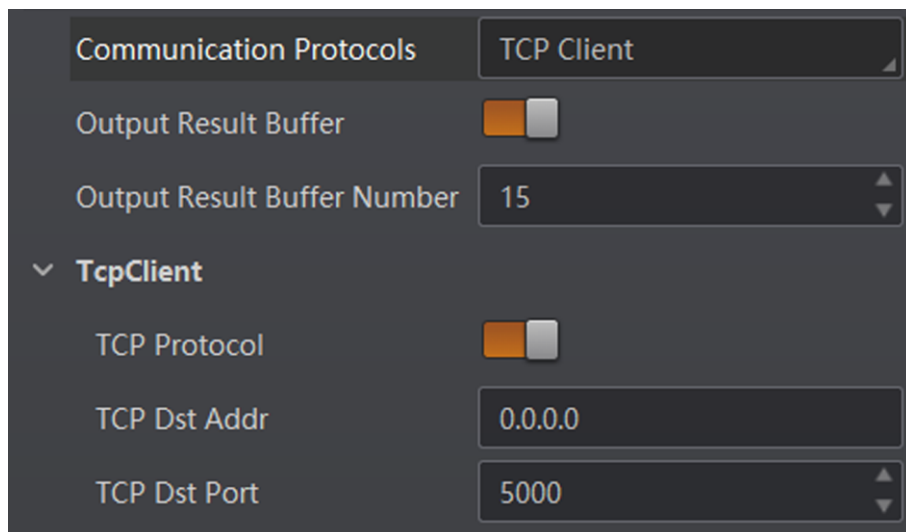 Communication Protocols TCP Client
Output Result Buffer
Output Result Buffer Number 15
TcpClient
TCP Protocol
TCP Dst Addr 0.0.0.0
TCP Dst Port 5000